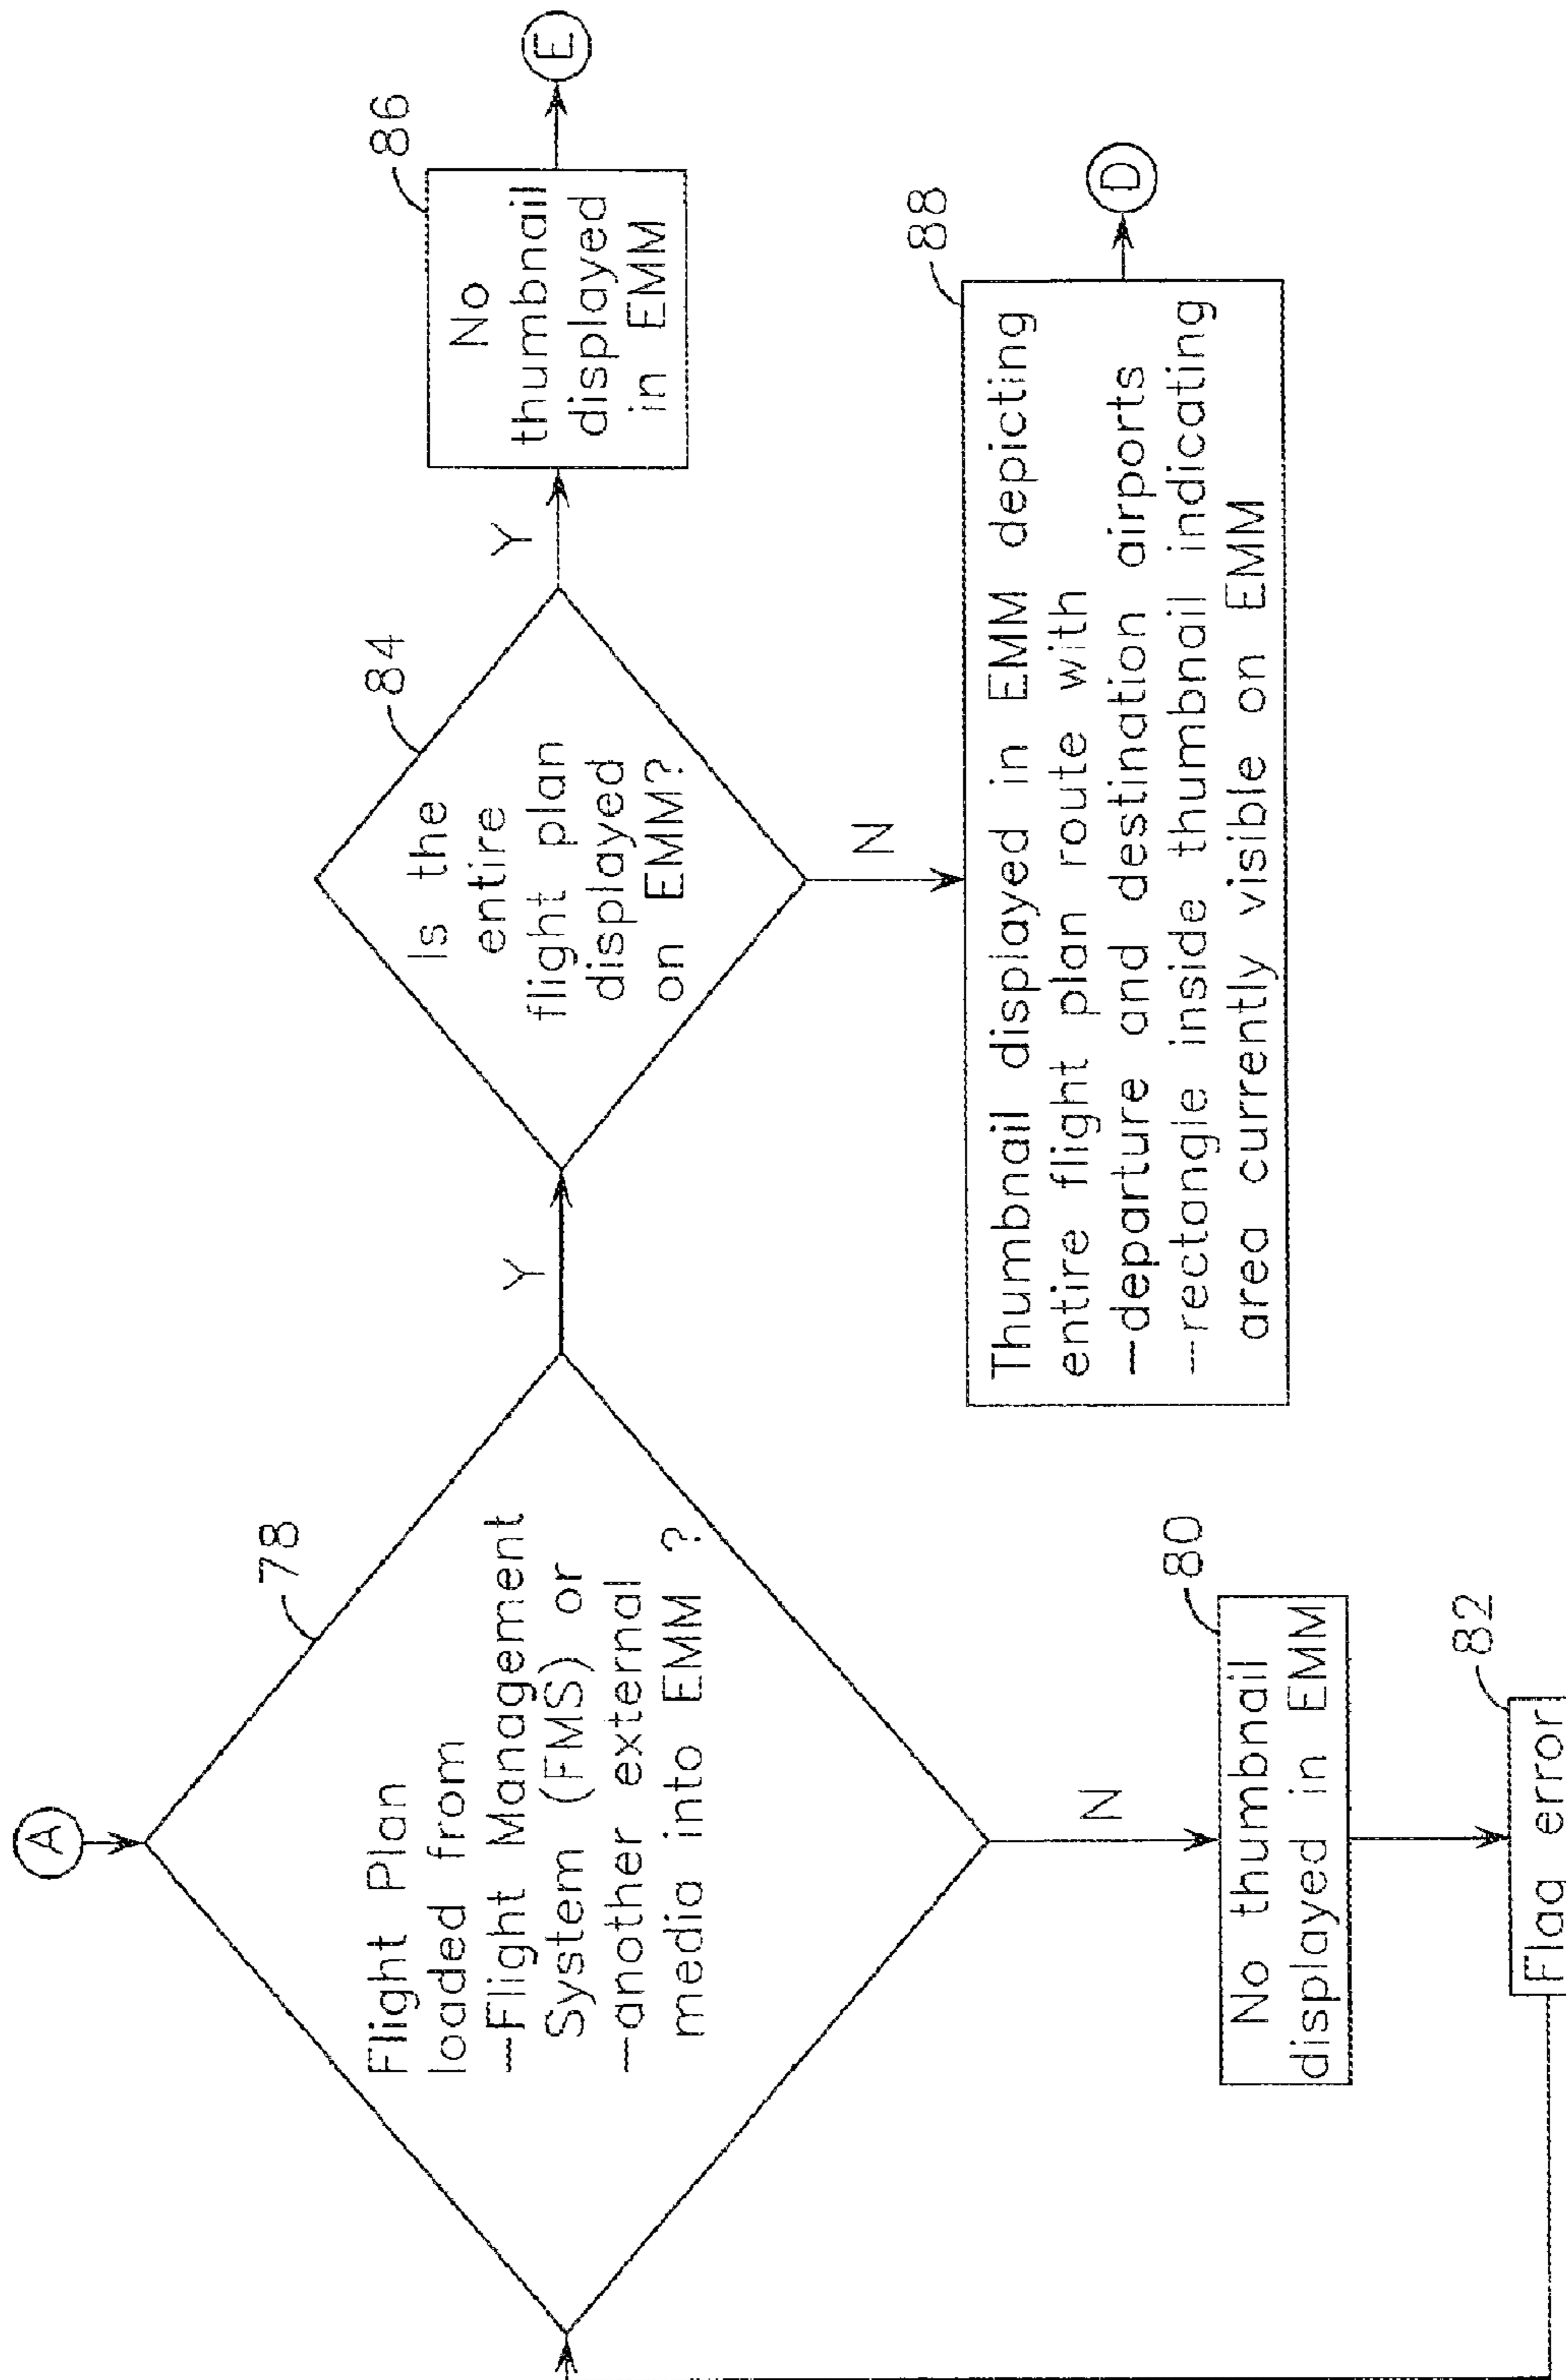 A
78
Flight Plan
loaded from
–Flight Management
System (FMS) or
–another external
media into EMM ?
Y
N
80
No thumbnail
displayed in EMM
82
Flag error
84
Is the
entire
flight plan
displayed
on EMM?
Y
N
86
No
thumbnail
displayed
in EMM
E
88
Thumbnail displayed in EMM depicting
entire flight plan route with
–departure and destination airports
–rectangle inside thumbnail indicating
area currently visible on EMM
D